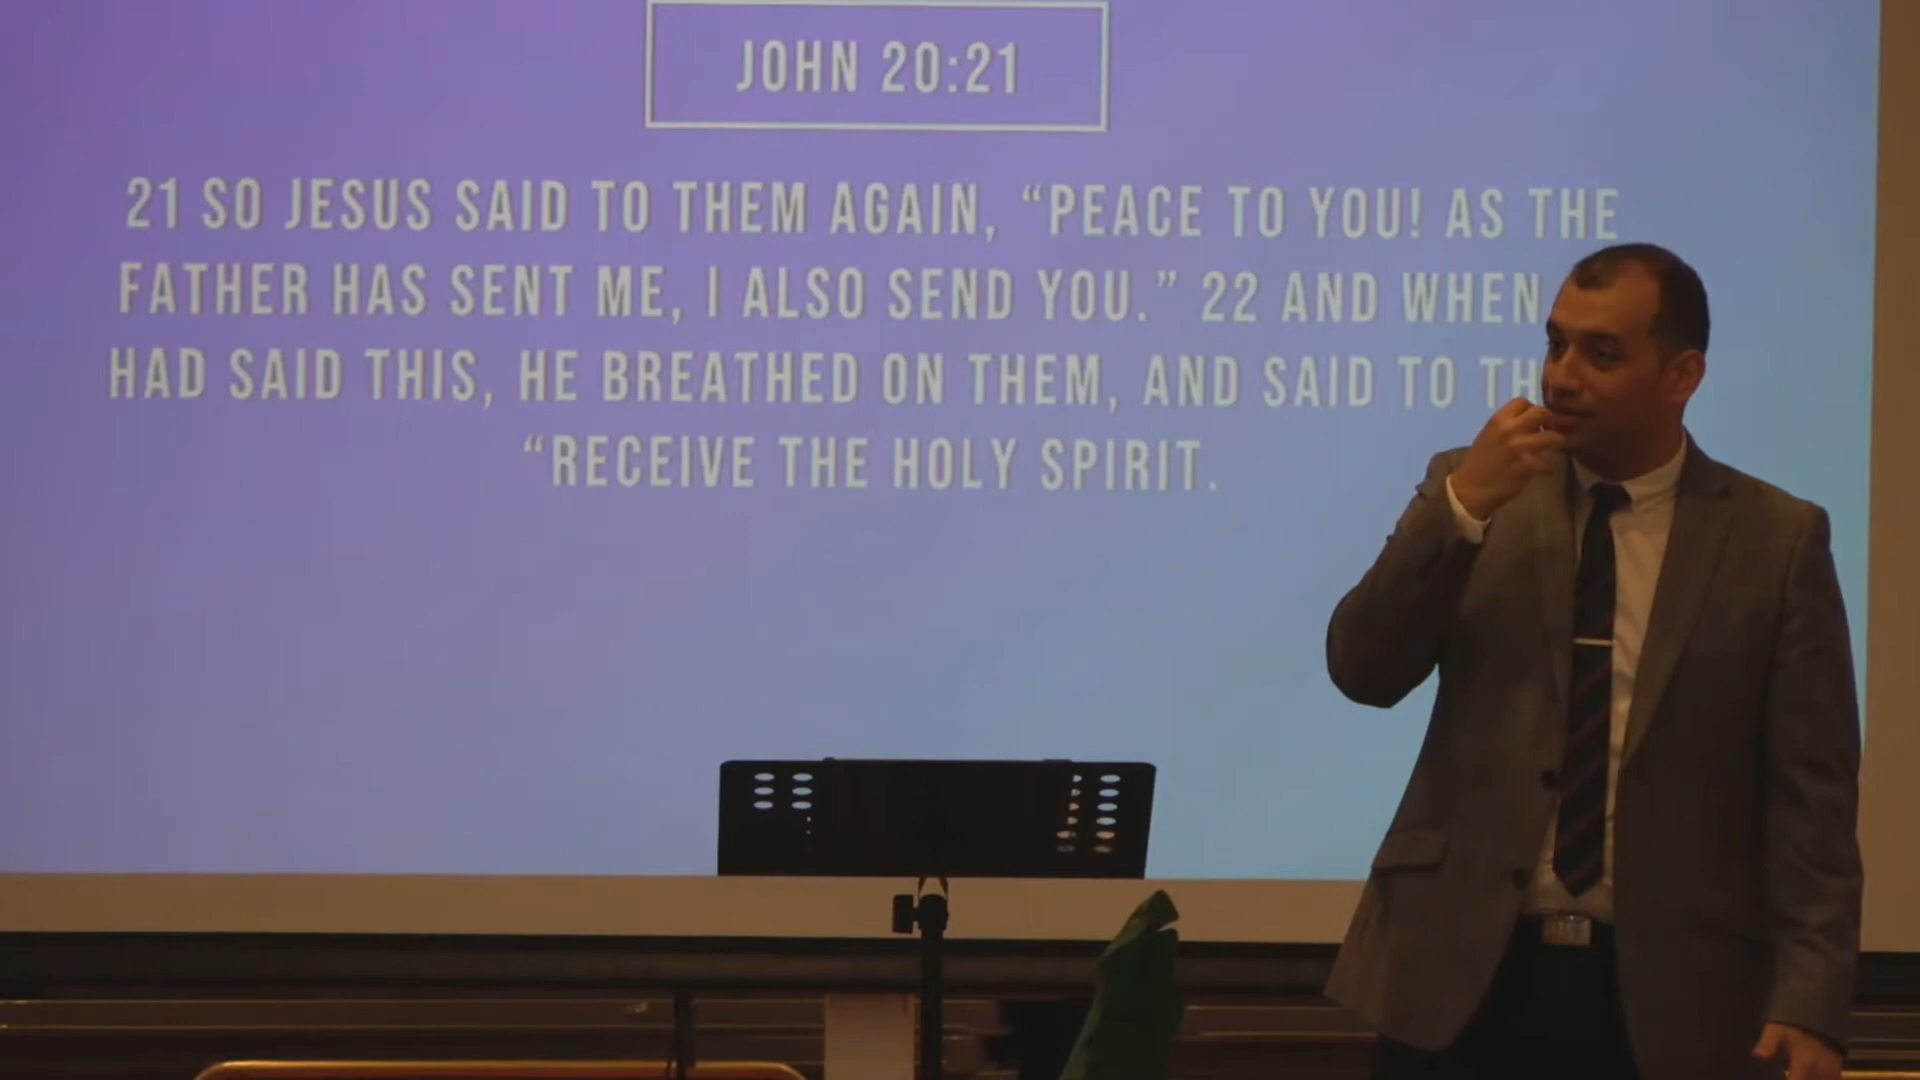 JOHN 20:21
21 SO JESUS SAID TO THEM AGAIN, “PEACE TO YOU! AS THE
FATHER HAS SENT ME, I ALSO SEND YOU.” 22 AND WHEN
HAD SAID THIS, HE BREATHED ON THEM, AND SAID TO
“RECEIVE THE HOLY SPIRIT.